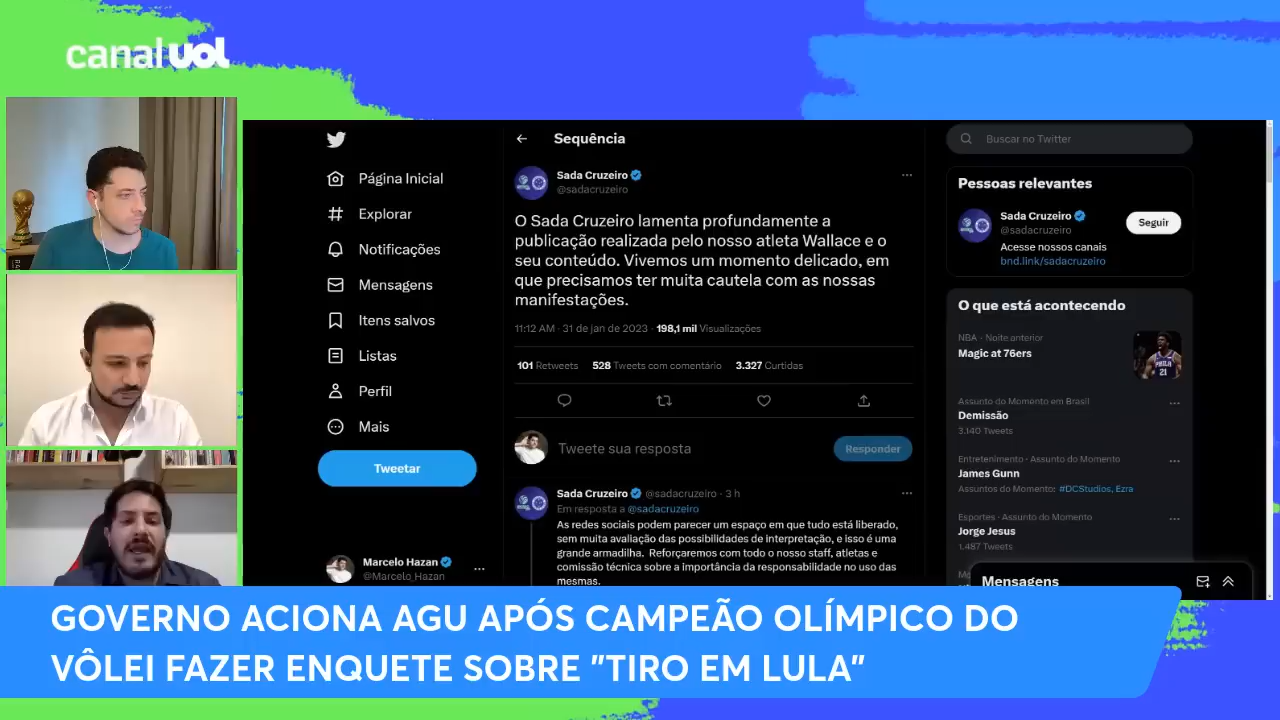 canal uol
Sequência
Sada Cruzeiro
@sadacruzeiro
O Sada Cruzeiro lamenta profundamente a
publicação realizada pelo nosso atleta Wallace e o
seu conteúdo. Vivemos um momento delicado, em
que precisamos ter muita cautela com as nossas
manifestações.
11:12 AM · 31 de jan de 2023 · 198,1 mil Visualizações
101 Retweets 528 Tweets com comentário 3.327 Curtidas
Tweete sua resposta
Responder
Sada Cruzeiro @sadacruzeiro · 3 h
Em resposta a @sadacruzeiro
As redes sociais podem parecer um espaço em que tudo está liberado,
sem muita avaliação das possibilidades de interpretação, e isso é uma
grande armadilha. Reforçaremos com todo o nosso staff, atletas e
comissão técnica sobre a importância da responsabilidade no uso das
mesmas.
Página Inicial
Explorar
Notificações
Mensagens
Itens salvos
Listas
Perfil
Mais
Tweetar
Marcelo Hazan
@Marcelo_Hazan
Buscar no Twitter
Pessoas relevantes
Sada Cruzeiro
@sadacruzeiro
Seguir
Acesse nossos canais
bnd.link/sadacruzeiro
O que está acontecendo
NBA · Noite anterior
Magic at 76ers
Assunto do Momento em Brasil
Demissão
3.140 Tweets
Entretenimento · Assunto do Momento
James Gunn
Assuntos do Momento: #DCStudios, Ezra
Esportes · Assunto do Momento
Jorge Jesus
1.487 Tweets
Mensagens
GOVERNO ACIONA AGU APÓS CAMPEÃO OLÍMPICO DO
VÔLEI FAZER ENQUETE SOBRE "TIRO EM LULA"